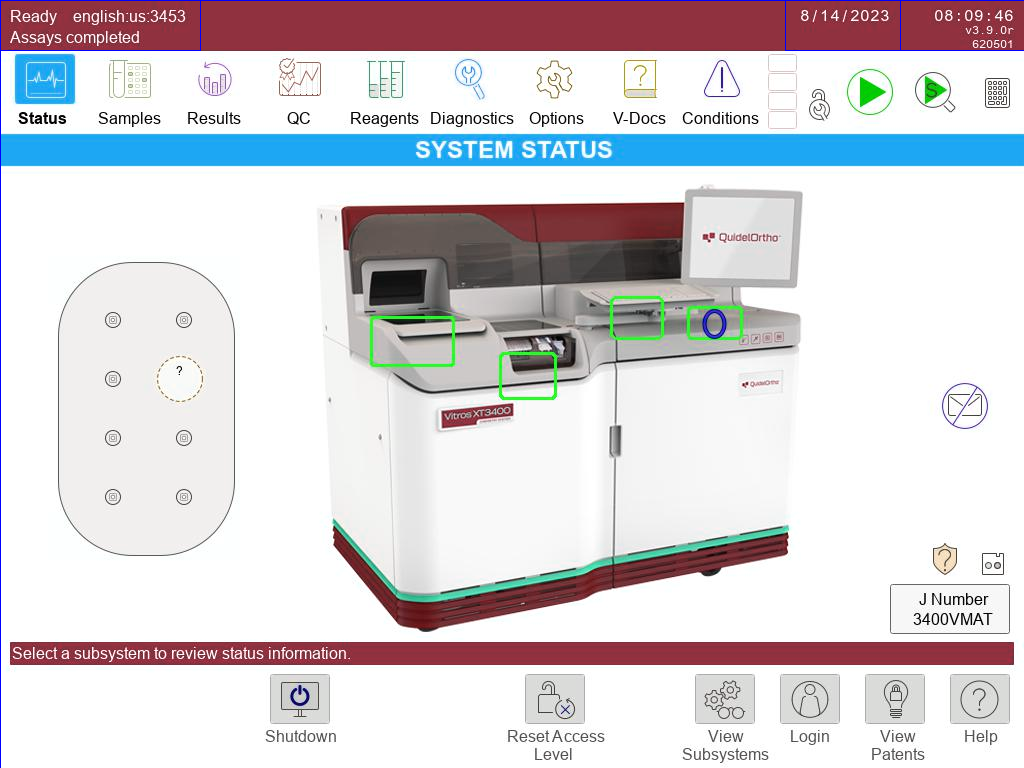 Ready english:us:3453
Assays completed
8/14/2023
08:09:46
v3.9.0r
620501
Status
Samples
Results
QC
Reagents
Diagnostics
Options
V-Docs
Conditions
S
?
!
SYSTEM STATUS
QuidelOrtho
?
QuidelOrtho
Vitros XT3400
?
J Number
3400VMAT
Select a subsystem to review status information.
Shutdown
Reset Access
Level
View
Subsystems
Login
View
Patents
?
Help